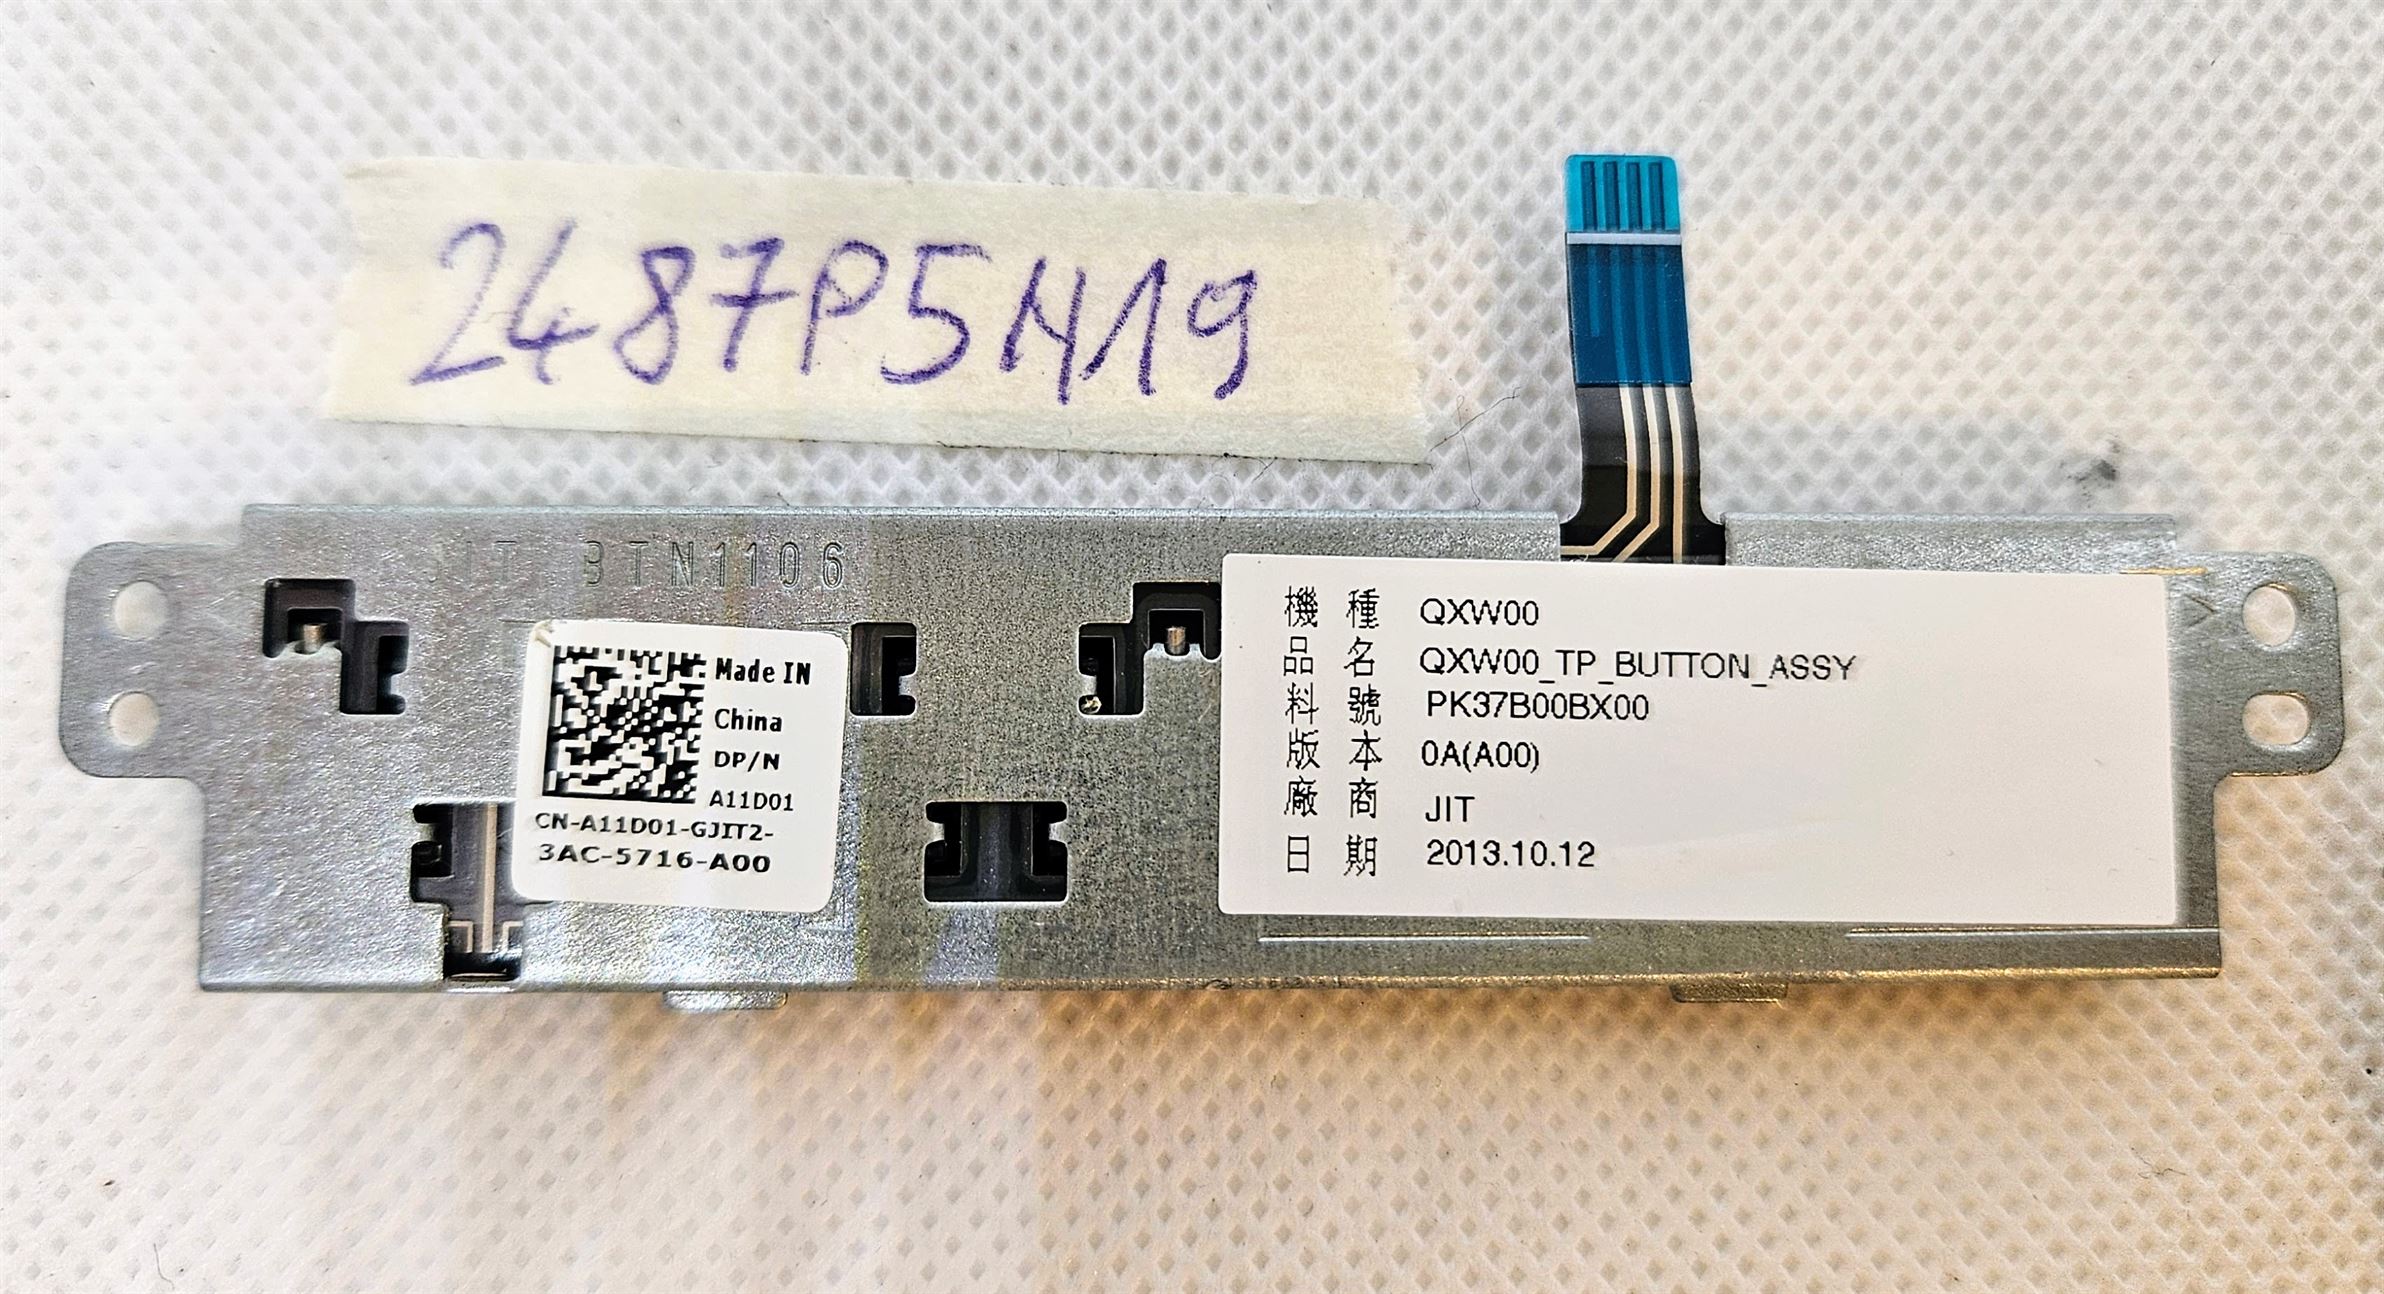 2487P5N19
JIT BTN1106
Made IN
China
DP/N
A11D01
CN-A11D01-GJIT2-
3AC-5716-A00
機 種 QXW00
品 名 QXW00_TP_BUTTON_ASSY
料 號 PK37B00BX00
版 本 0A(A00)
廠 商 JIT
日 期 2013.10.12